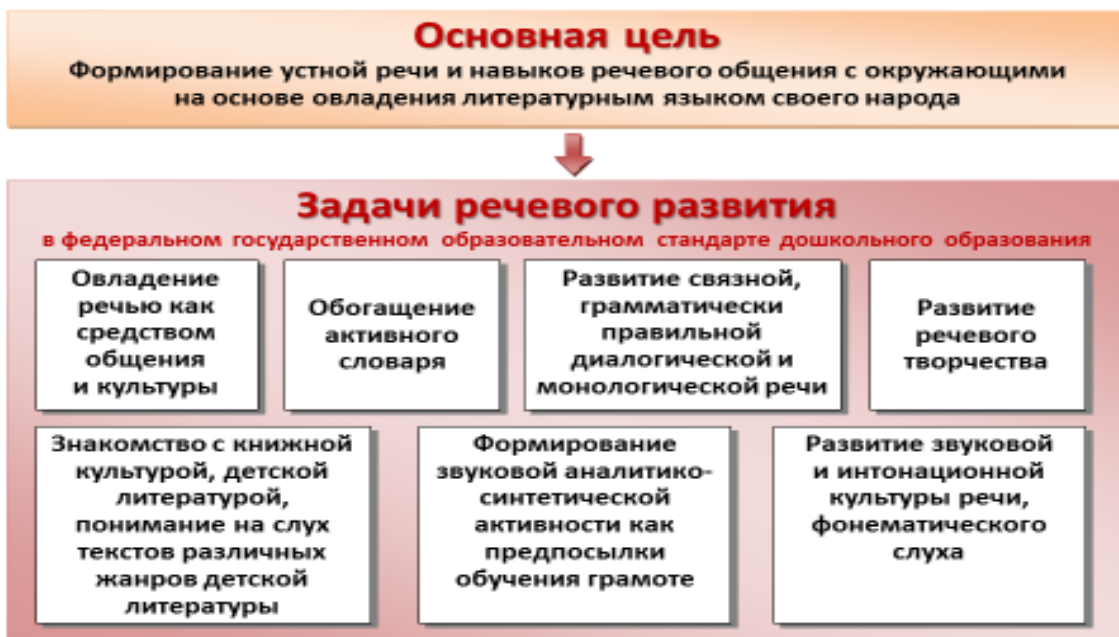 Основная цель
Формирование устной речи и навыков речевого общения с окружающими
на основе овладения литературным языком своего народа
Задачи речевого развития
в федеральном государственном образовательном стандарте дошкольного образования
Овладение
речью как
средством
общения
и культуры
Обогащение
активного
словаря
Развитие связной,
грамматически
правильной
диалогической и
монологической речи
Развитие
речевого
творчества
Знакомство с книжной
культурой, детской
литературой,
понимание на слух
текстов различных
жанров детской
литературы
Формирование
звуковой аналитико-
синтетической
активности как
предпосылки
обучения грамоте
Развитие звуковой
и интонационной
культуры речи,
фонематического
слуха